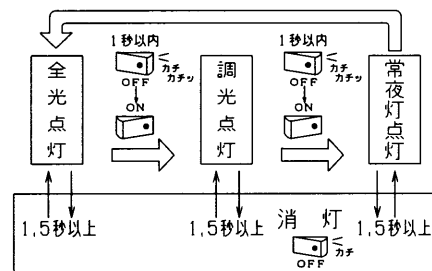 1秒以内
1秒以内
全光点灯
カチ
カチッ
OFF
ON
調光点灯
カチ
カチッ
OFF
ON
常夜灯点灯
1,5秒以上
1,5秒以上
消灯
カチ
OFF
1,5秒以上